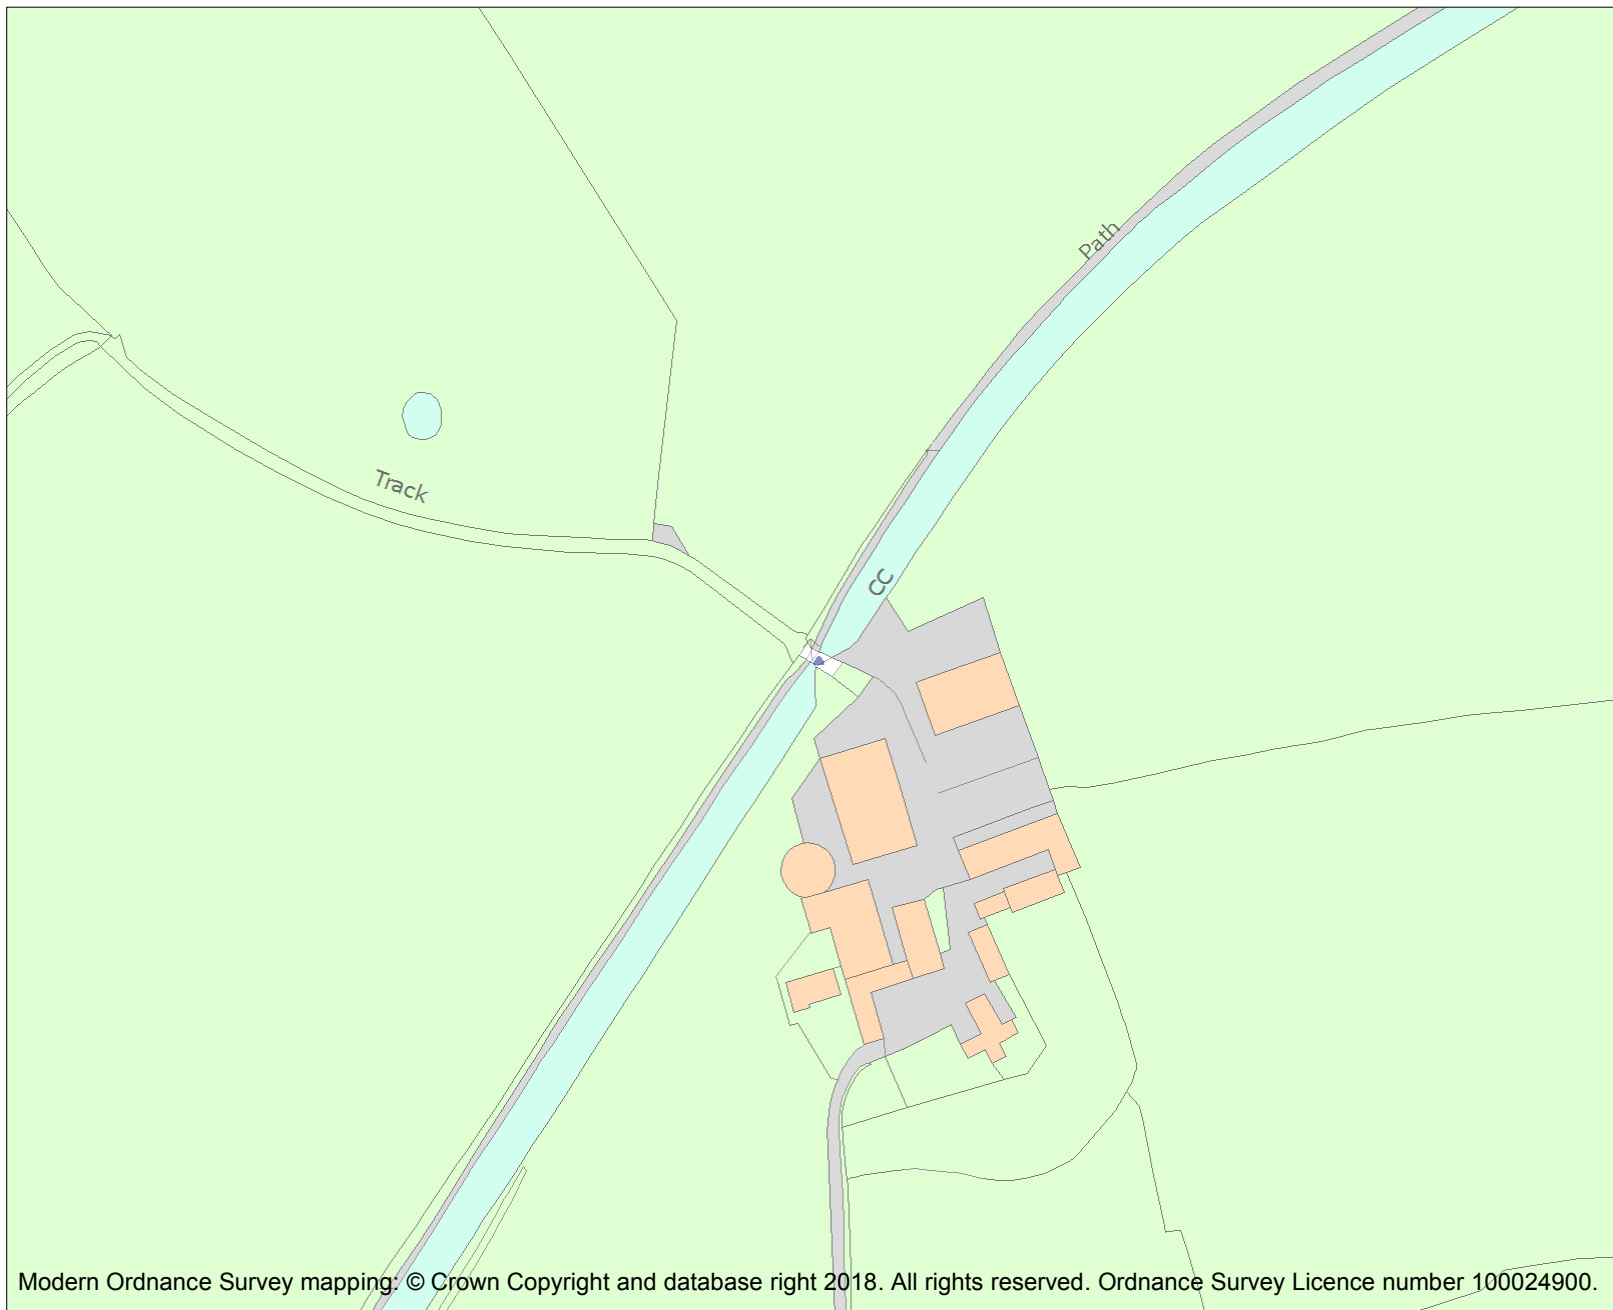 Path
Track
CC
Modern Ordnance Survey mapping: © Crown Copyright and database right 2018. All rights reserved. Ordnance Survey Licence number 100024900.